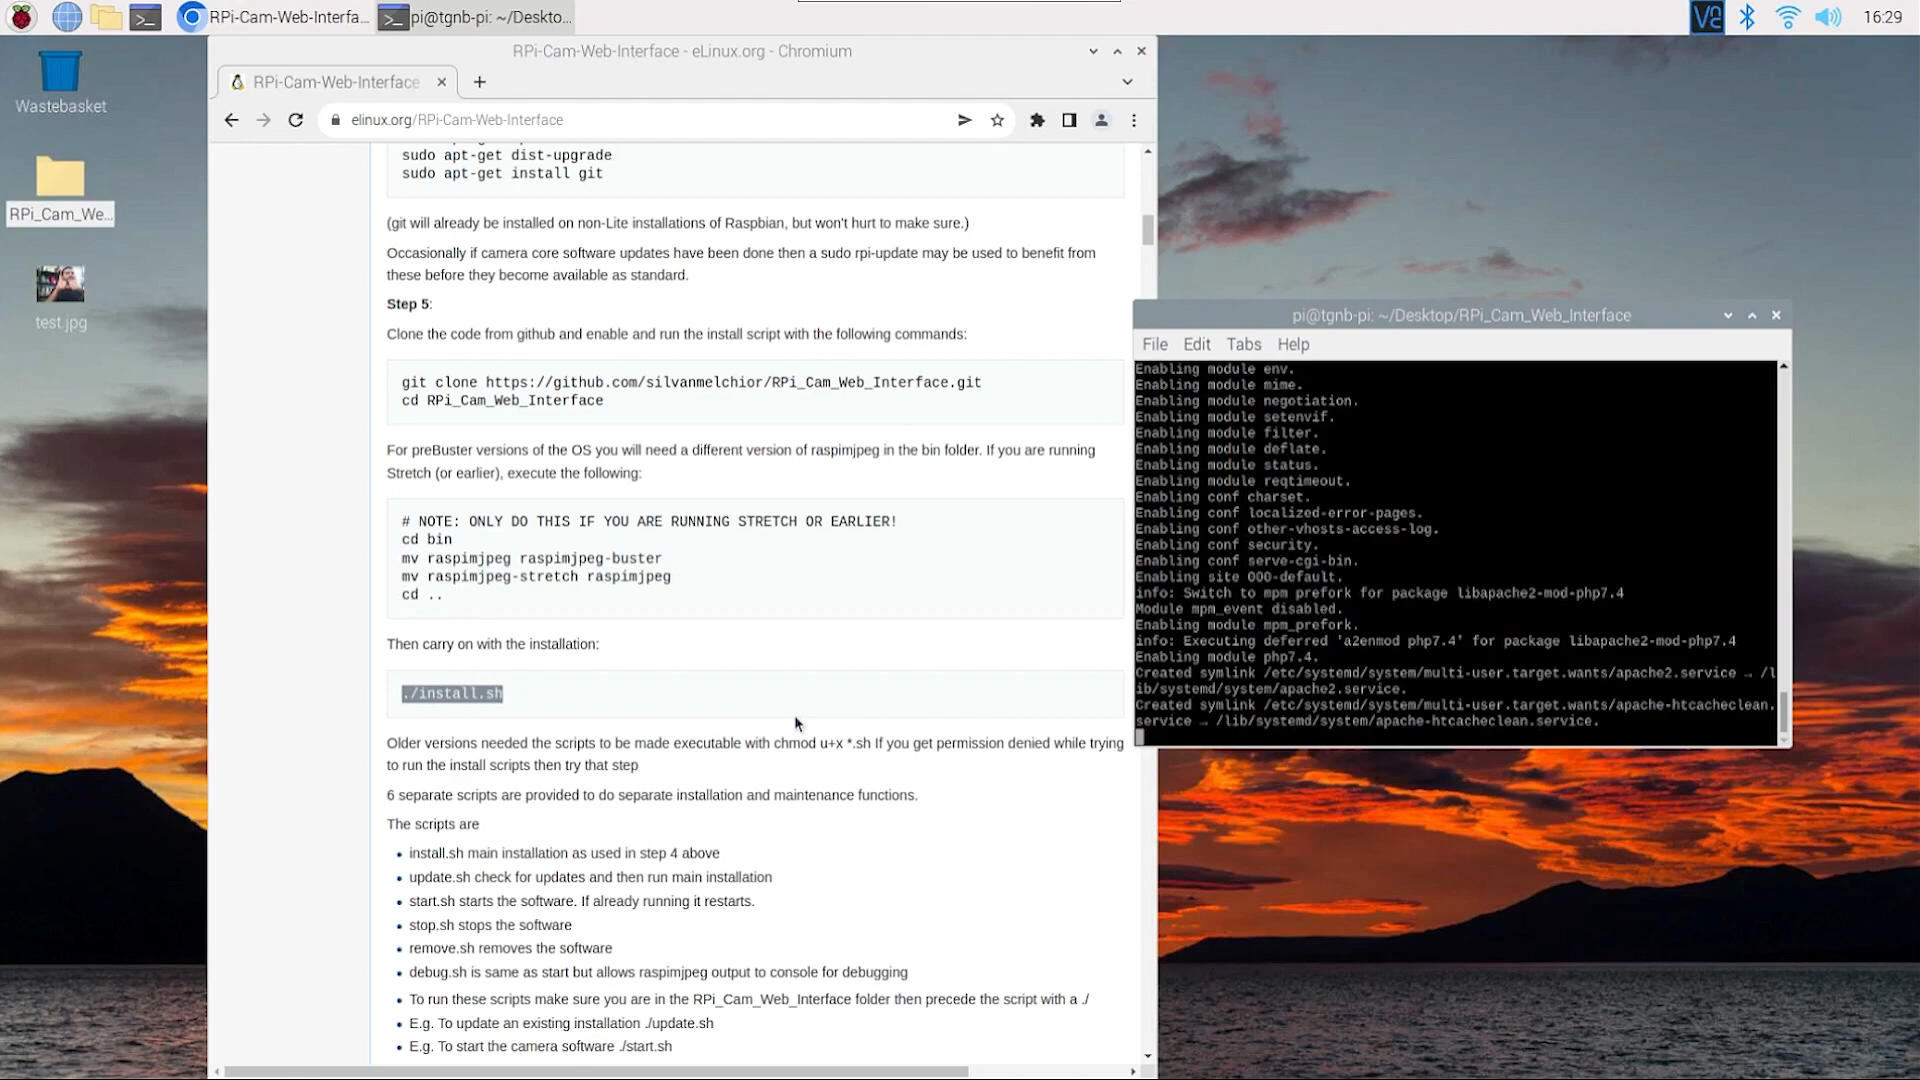 RPi-Cam-Web-Interfa...
pi@tgnb-pi: ~/Deskto...
16:29
Wastebasket
RPi_Cam_We...
test.jpg
RPi-Cam-Web-Interface - eLinux.org - Chromium
RPi-Cam-Web-Interface
elinux.org/RPi-Cam-Web-Interface
sudo apt-get dist-upgrade
sudo apt-get install git
(git will already be installed on non-Lite installations of Raspbian, but won't hurt to make sure.)
Occasionally if camera core software updates have been done then a sudo rpi-update may be used to benefit from
these before they become available as standard.
Step 5:
Clone the code from github and enable and run the install script with the following commands:
git clone https://github.com/silvanmelchior/RPi_Cam_Web_Interface.git
cd RPi_Cam_Web_Interface
For preBuster versions of the OS you will need a different version of raspimjpeg in the bin folder. If you are running
Stretch (or earlier), execute the following:
# NOTE: ONLY DO THIS IF YOU ARE RUNNING STRETCH OR EARLIER!
cd bin
mv raspimjpeg raspimjpeg-buster
mv raspimjpeg-stretch raspimjpeg
cd ..
Then carry on with the installation:
./install.sh
Older versions needed the scripts to be made executable with chmod u+x *.sh If you get permission denied while trying
to run the install scripts then try that step
6 separate scripts are provided to do separate installation and maintenance functions.
The scripts are
• install.sh main installation as used in step 4 above
• update.sh check for updates and then run main installation
• start.sh starts the software. If already running it restarts.
• stop.sh stops the software
• remove.sh removes the software
• debug.sh is same as start but allows raspimjpeg output to console for debugging
• To run these scripts make sure you are in the RPi_Cam_Web_Interface folder then precede the script with a ./
• E.g. To update an existing installation ./update.sh
• E.g. To start the camera software ./start.sh
pi@tgnb-pi: ~/Desktop/RPi_Cam_Web_Interface
File Edit Tabs Help
Enabling module env.
Enabling module mime.
Enabling module negotiation.
Enabling module setenvif.
Enabling module filter.
Enabling module deflate.
Enabling module status.
Enabling module reqtimeout.
Enabling conf charset.
Enabling conf localized-error-pages.
Enabling conf other-vhosts-access-log.
Enabling conf security.
Enabling conf serve-cgi-bin.
Enabling site 000-default.
info: Switch to mpm prefork for package libapache2-mod-php7.4
Module mpm_event disabled.
Enabling module mpm_prefork.
info: Executing deferred 'a2enmod php7.4' for package libapache2-mod-php7.4
Enabling module php7.4.
Created symlink /etc/systemd/system/multi-user.target.wants/apache2.service → /l
ib/systemd/system/apache2.service.
Created symlink /etc/systemd/system/multi-user.target.wants/apache-htcacheclean.
service → /lib/systemd/system/apache-htcacheclean.service.